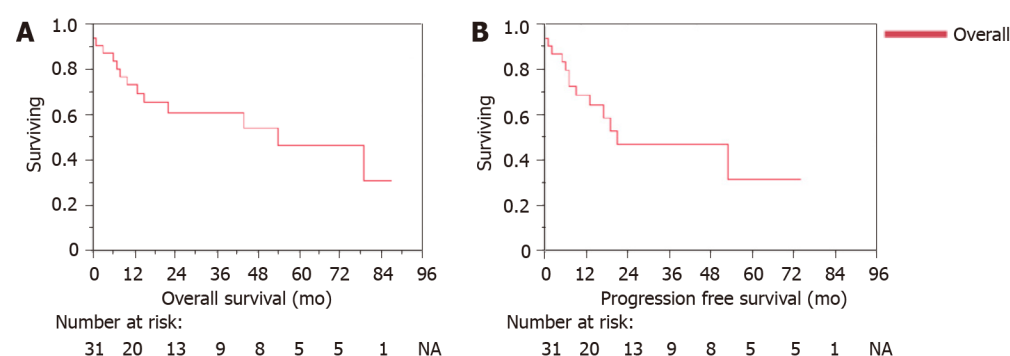 A
Surviving
1.0
0.8
0.6
0.4
0.2
0
0 12 24 36 48 60 72 84 96
Overall survival (mo)
Number at risk:
31 20 13 9 8 5 5 1 NA
B
Surviving
1.0
0.8
0.6
0.4
0.2
0
0 12 24 36 48 60 72 84 96
Progression free survival (mo)
Number at risk:
31 20 13 9 8 5 5 1 NA
Overall